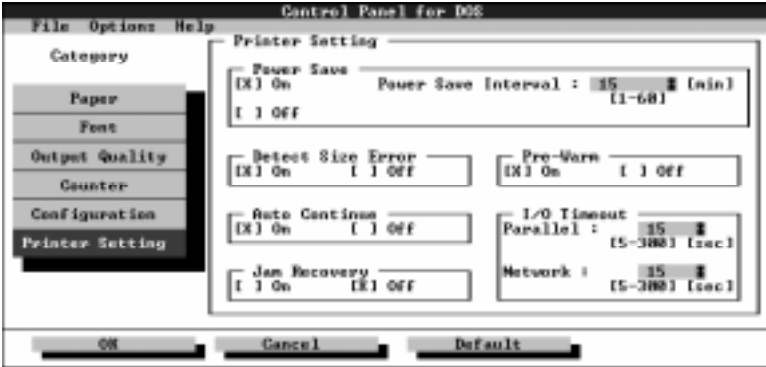 Control Panel for DOS
File Options Help
Category
Paper
Font
Output Quality
Counter
Configuration
Printer Setting
Printer Setting
Power Save
[X] On Power Save Interval : 15 [min]
[1-60]
[ ] Off
Detect Size Error
[X] On [ ] Off
Pre-Warm
[X] On [ ] Off
Auto Continue
[X] On [ ] Off
I/O Timeout
Parallel : 15
[5-300] [sec]
Jam Recovery
[ ] On [X] Off
Network : 15
[5-300] [sec]
OK Cancel Default